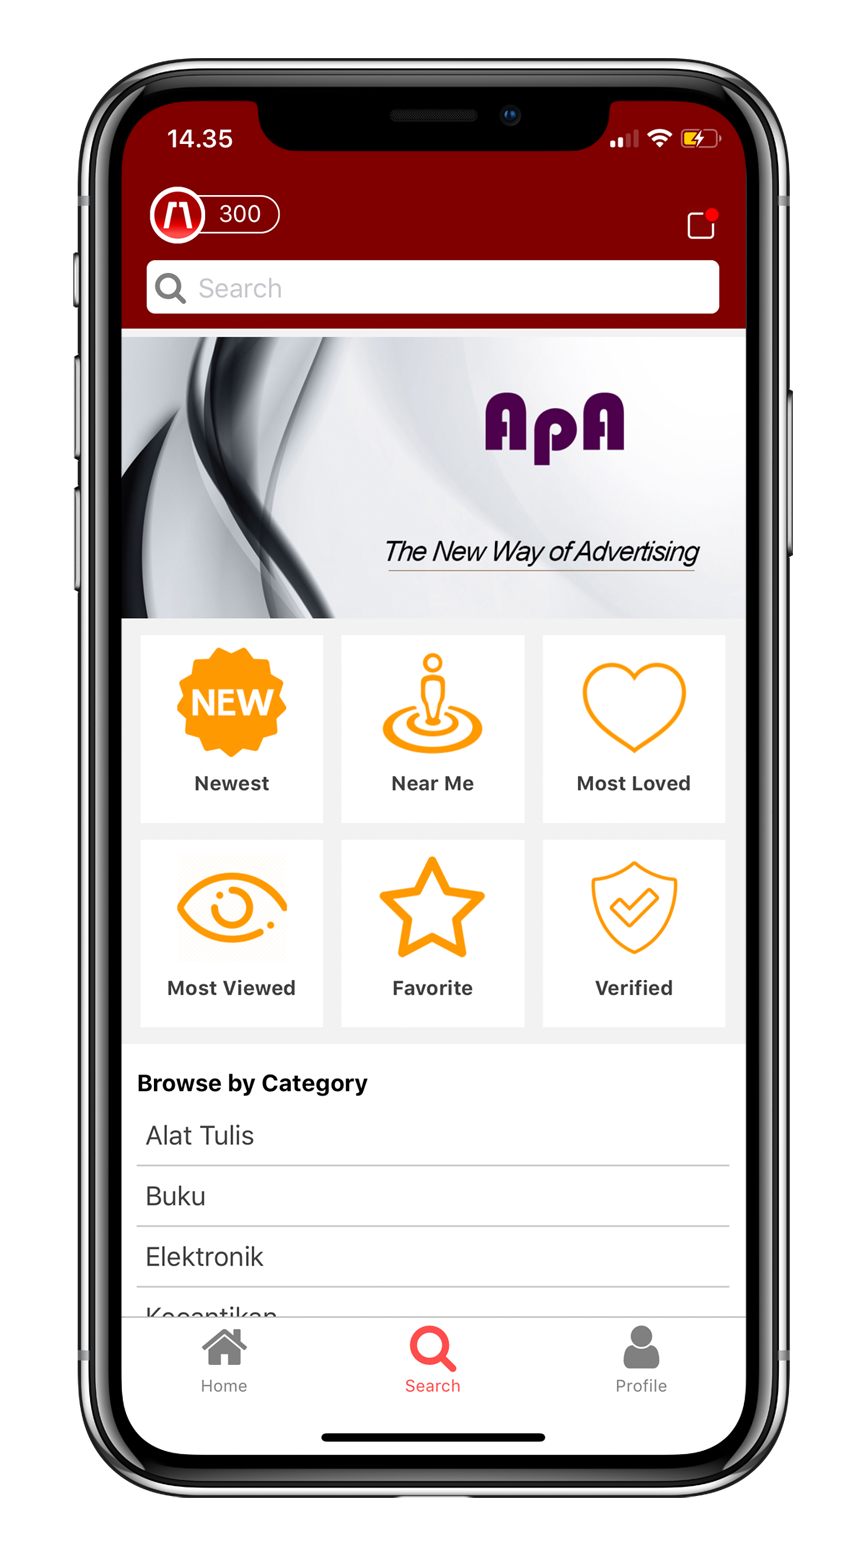 14.35
300
Search
ApA
The New Way of Advertising
NEW
Newest
Near Me
Most Loved
Most Viewed
Favorite
Verified
Browse by Category
Alat Tulis
Buku
Elektronik
Kecantikan
Home
Search
Profile